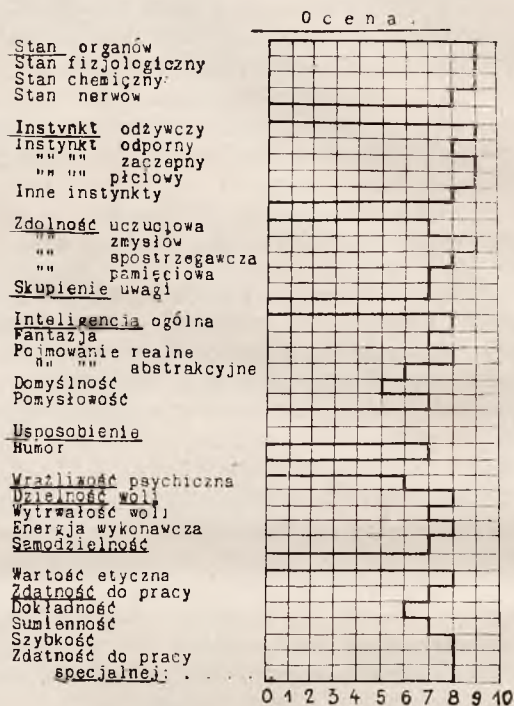 Ocena.
Stan organów
Stan fizjologiczny
Stan chemiczny
Stan nerwów
Instynkt odżywczy
Instynkt odporny
"" "" zaczepny
"" "" płciowy
Inne instynkty
Zdolność uczuciowa
"" zmysłów
"" spostrzegawcza
"" pamięciowa
Skupienie uwagi
Inteligencja ogólna
Fantazja
Pojmowanie realne
"" "" abstrakcyjne
Domyślność
Pomysłowość
Usposobienie
Humor
Wrażliwość psychiczna
Dzielność woli
Wytrwałość woli
Energja wykonawcza
Samodzielność
Wartość etyczna
Zdatność do pracy
Dokładność
Sumienność
Szybkość
Zdatność do pracy
specjalnej: . . . . . .
0 1 2 3 4 5 6 7 8 9 10